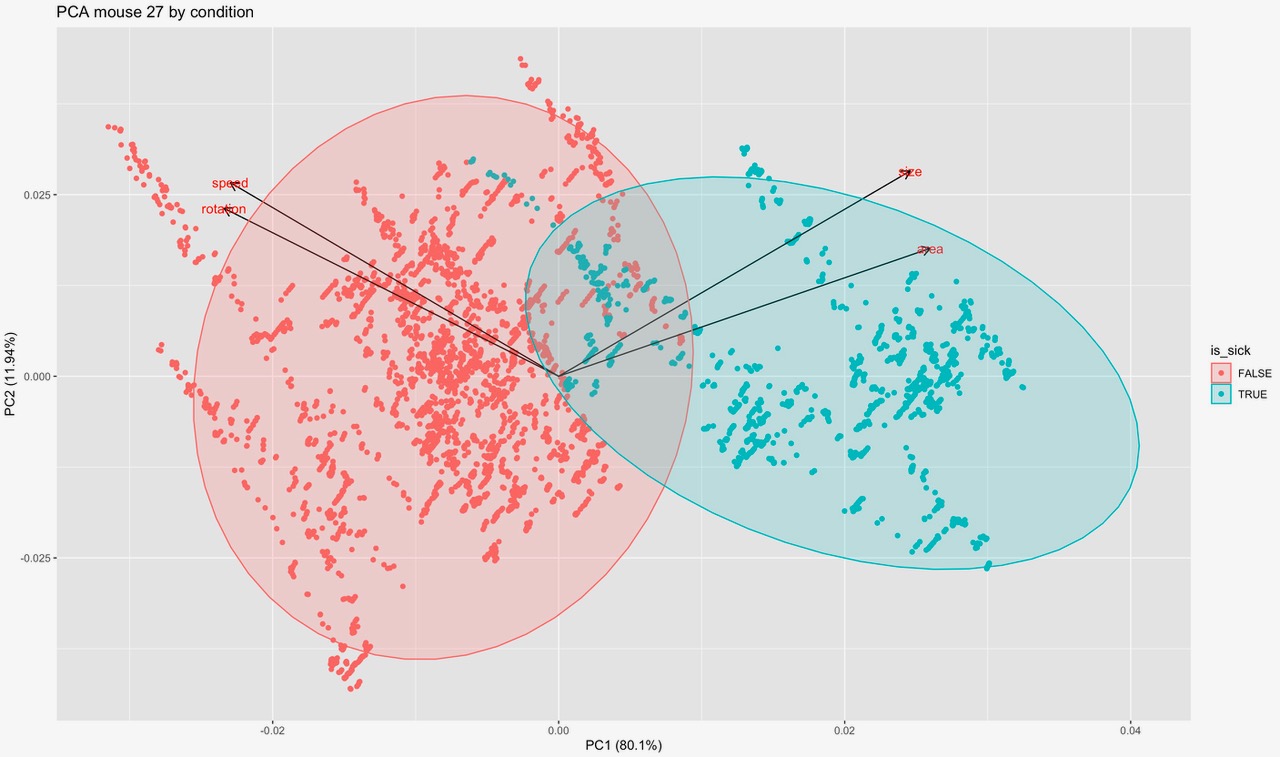 PCA mouse 27 by condition
speed
rotation
size
area
0.025
0.000
-0.025
PC2 (11.94%)
-0.02
0.00
0.02
0.04
PC1 (80.1%)
is_sick
FALSE
TRUE